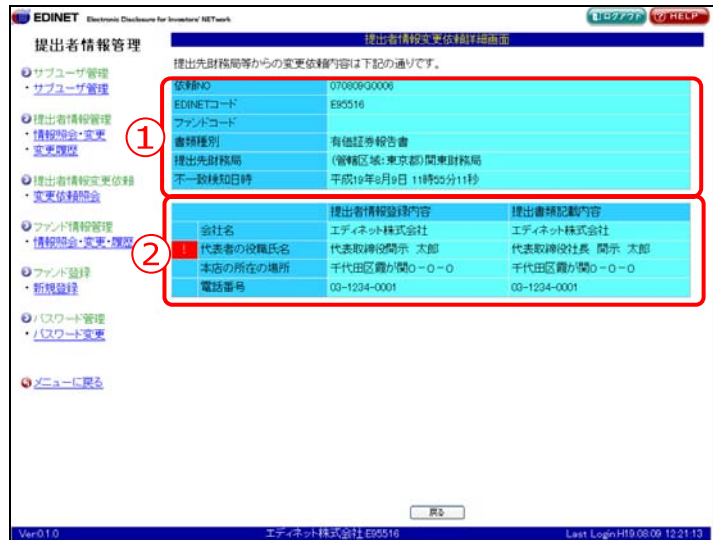 EDINET Electronic Disclosure for Investors' NETwork
ログアウト HELP
提出者情報管理
サブユーザ管理
・サブユーザ管理
提出者情報管理
・情報照会・変更
・変更履歴
提出者情報変更依頼
・変更依頼照会
ファンド情報管理
・情報照会・変更・履歴
ファンド登録
・新規登録
パスワード管理
・パスワード変更
メニューに戻る
提出者情報変更依頼詳細画面
提出先財務局等からの変更依頼内容は下記の通りです。
①
依頼NO 070809G0006
EDINETコード E95516
ファンドコード
書類種別 有価証券報告書
提出先財務局 (管轄区域:東京都)関東財務局
不一致検知日時 平成19年8月9日 11時55分11秒
②
提出者情報登録内容 提出書類記載内容
会社名 エディネット株式会社 エディネット株式会社
! 代表者の役職氏名 代表取締役開示 太郎 代表取締役社長 開示 太郎
本店の所在の場所 千代田区霞が関0-0-0 千代田区霞が関0-0-0
電話番号 03-1234-0001 03-1234-0001
戻る
Ver0.1.0 エディネット株式会社 E95516 Last Login H19.08.09 12:21:13